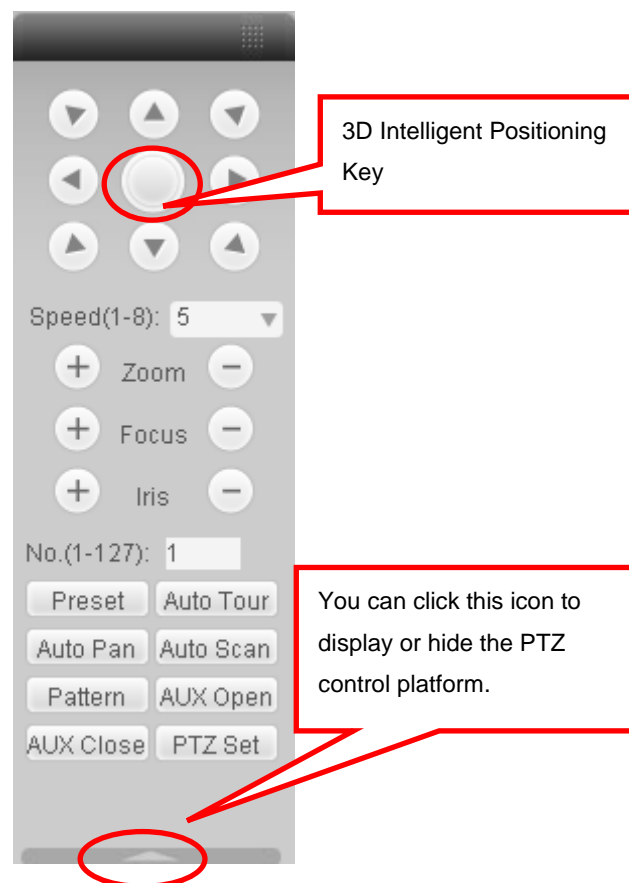 3D Intelligent Positioning
Key
Speed(1-8): 5
Zoom
Focus
Iris
No.(1-127): 1
Preset Auto Tour
Auto Pan Auto Scan
Pattern AUX Open
AUX Close PTZ Set
You can click this icon to
display or hide the PTZ
control platform.